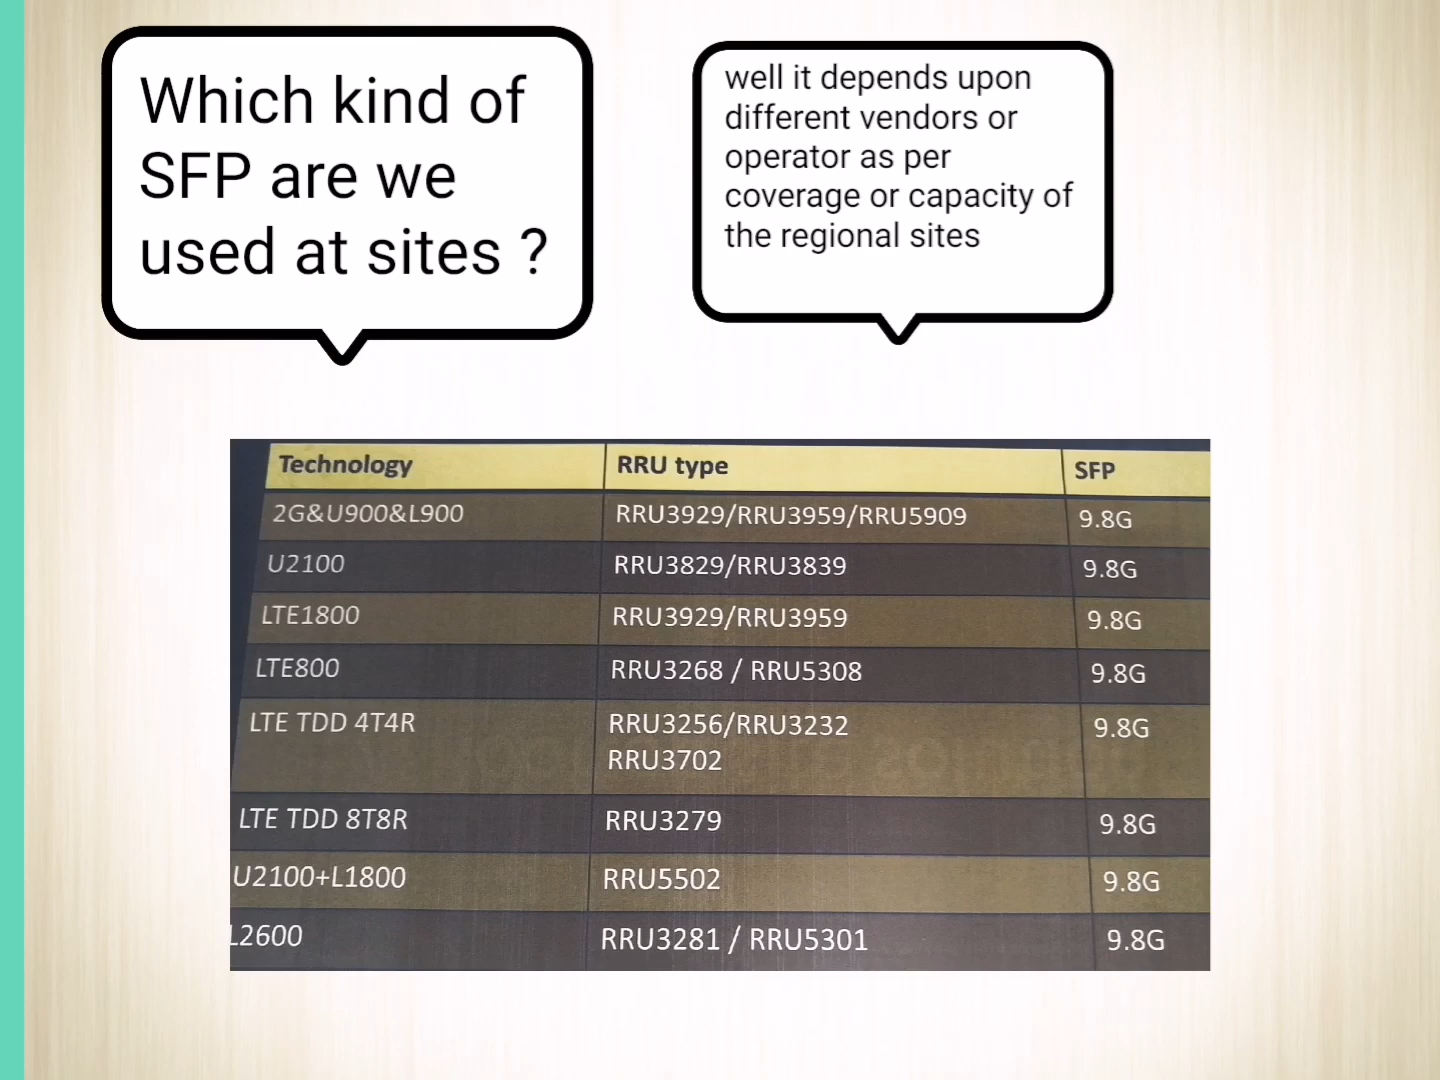 Which kind of
SFP are we
used at sites ?
well it depends upon
different vendors or
operator as per
coverage or capacity of
the regional sites
Technology RRU type SFP
2G&U900&L900 RRU3929/RRU3959/RRU5909 9.8G
U2100 RRU3829/RRU3839 9.8G
LTE1800 RRU3929/RRU3959 9.8G
LTE800 RRU3268 / RRU5308 9.8G
LTE TDD 4T4R RRU3256/RRU3232 9.8G
RRU3702
LTE TDD 8T8R RRU3279 9.8G
U2100+L1800 RRU5502 9.8G
L2600 RRU3281 / RRU5301 9.8G